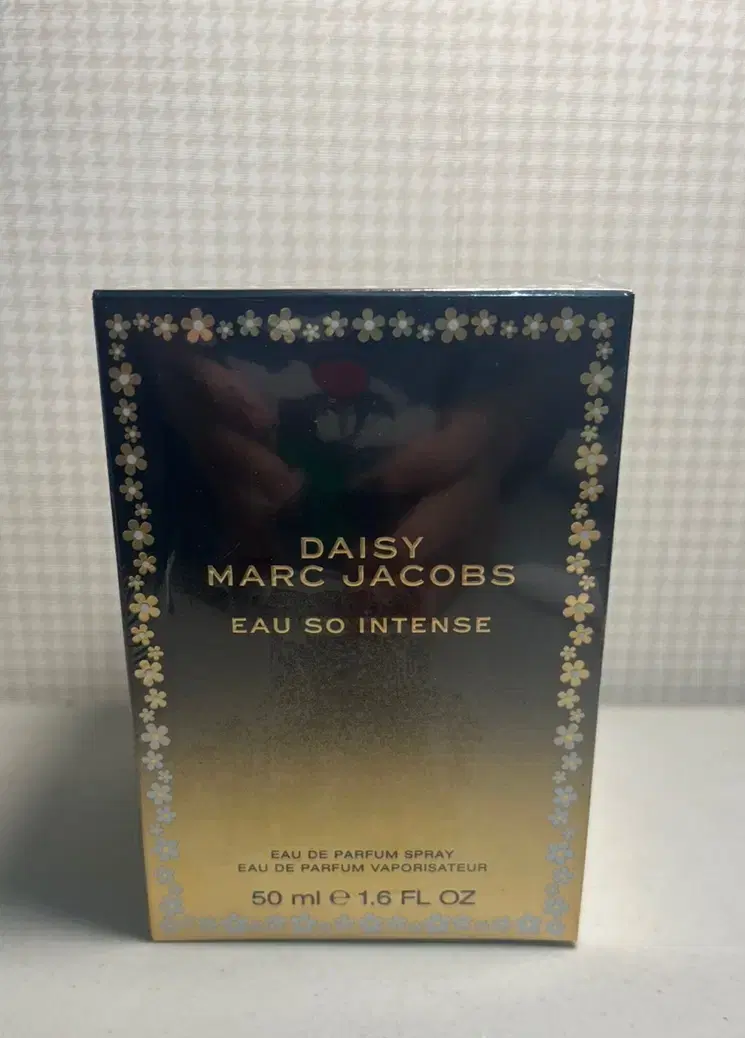 DAISY
MARC JACOBS
EAU SO INTENSE
EAU DE PARFUM SPRAY
EAU DE PARFUM VAPORISATEUR
50 ml ℮ 1.6 FL OZ